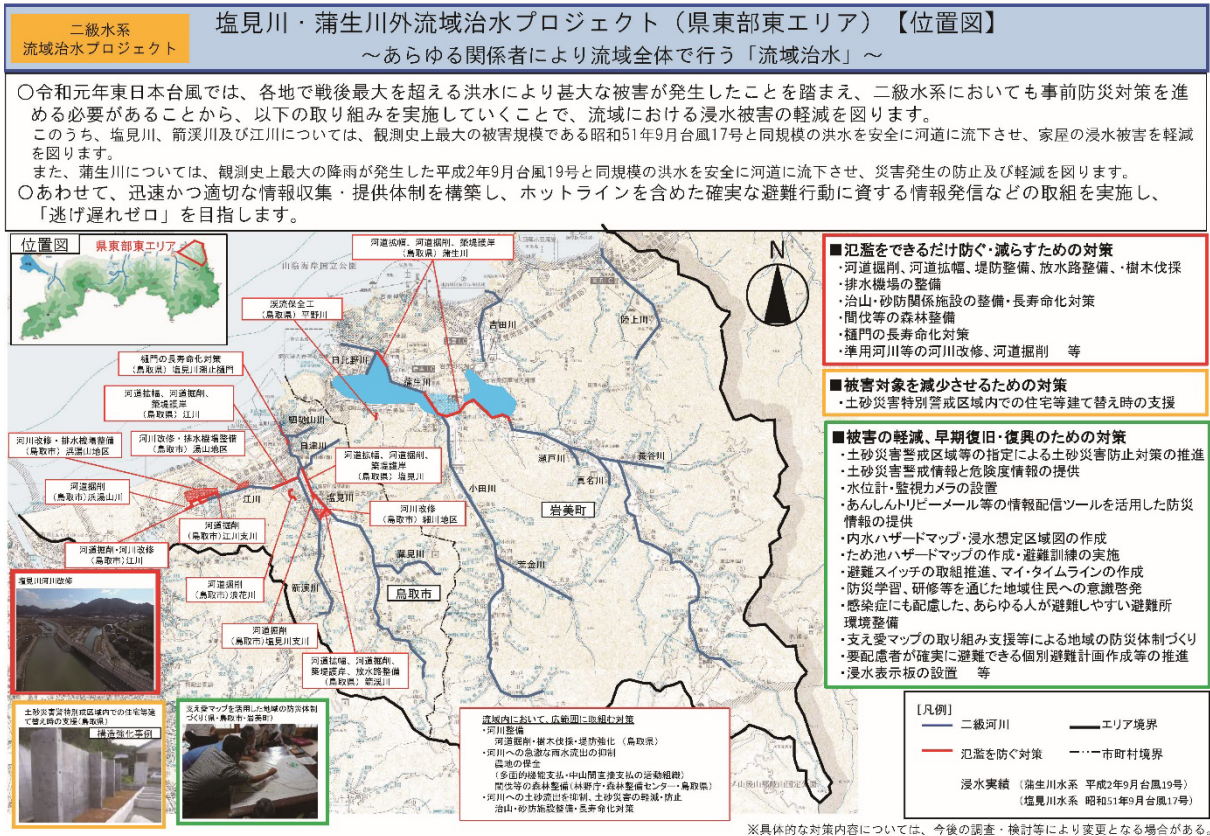 二級水系
流域治水プロジェクト
塩見川・蒲生川外流域治水プロジェクト（県東部東エリア）【位置図】
～あらゆる関係者により流域全体で行う「流域治水」～
○令和元年東日本台風では、各地で戦後最大を超える洪水により甚大な被害が発生したことを踏まえ、二級水系においても事前防災対策を進
める必要があることから、以下の取り組みを実施していくことで、流域における浸水被害の軽減を図ります。
このうち、塩見川、箭渓川及び江川については、観測史上最大の被害規模である昭和51年9月台風17号と同規模の洪水を安全に河道に流下させ、家屋の浸水被害を軽減
を図ります。
また、蒲生川については、観測史上最大の降雨が発生した平成2年9月台風19号と同規模の洪水を安全に河道に流下させ、災害発生の防止及び軽減を図ります。
○あわせて、迅速かつ適切な情報収集・提供体制を構築し、ホットラインを含めた確実な避難行動に資する情報発信などの取組を実施し、
「逃げ遅れゼロ」を目指します。
位置図
県東部東エリア
河道拡幅、河道掘削、築堤護岸
（鳥取県）蒲生川
山陰海岸国立公園
渓流保全工
（鳥取県）平野川
樋門の長寿命化対策
（鳥取県）塩見川潮止樋門
河道拡幅、河道掘削、
築堤護岸
（鳥取県）江川
河川改修・排水機場整備
（鳥取市）浜湯山地区
河川改修・排水機場整備
（鳥取市）湯山地区
河道掘削
（鳥取市）浜湯山川
河道掘削・河川改修
（鳥取市）江川
河道掘削
（鳥取市）江川支川
河道拡幅、河道掘削、
築堤護岸
（鳥取県）塩見川
河川改修
（鳥取市）細川地区
河道掘削
（鳥取市）浪花川
河道掘削
（鳥取市）塩見川支川
河道拡幅、河道掘削、
築堤護岸、放水路整備
（鳥取県）箭渓川
吉田川
陸上川
日比野川
蒲生川
瀬戸川
長谷川
真名川
小田川
岩美町
江川
塩見川
箭渓川
鳥取市
N
■氾濫をできるだけ防ぐ・減らすための対策
・河道掘削、河道拡幅、堤防整備、放水路整備、・樹木伐採
・排水機場の整備
・治山・砂防関係施設の整備・長寿命化対策
・間伐等の森林整備
・樋門の長寿命化対策
・準用河川等の河川改修、河道掘削　等
■被害対象を減少させるための対策
・土砂災害特別警戒区域内での住宅等建て替え時の支援
■被害の軽減、早期復旧・復興のための対策
・土砂災害警戒区域等の指定による土砂災害防止対策の推進
・土砂災害警戒情報と危険度情報の提供
・水位計・監視カメラの設置
・あんしんトリピーメール等の情報配信ツールを活用した防災
情報の提供
・内水ハザードマップ・浸水想定区域図の作成
・ため池ハザードマップの作成・避難訓練の実施
・避難スイッチの取組推進、マイ・タイムラインの作成
・防災学習、研修等を通じた地域住民への意識啓発
・感染症にも配慮した、あらゆる人が避難しやすい避難所
環境整備
・支え愛マップの取り組み支援等による地域の防災体制づくり
・要配慮者が確実に避難できる個別避難計画作成等の推進
・浸水表示板の設置　等
塩見川河川改修
土砂災害警特別戒区域内での住宅等建
て替え時の支援（鳥取県）
構造強化事例
支え愛マップを活用した地域の防災体制
づくり（県・鳥取市・岩美町）
流域内において、広範囲に取組む対策
・河川整備
河道掘削・樹木伐採・堤防強化（鳥取県）
・河川への急激な雨水流出の抑制
農地の保全
（多面的機能支払・中山間直接支払の活動組織）
間伐等の森林整備（林野庁・森林整備センター・鳥取県）
・河川への土砂流出を抑制、土砂災害の軽減・防止
治山・砂防施設整備・長寿命化対策
［凡例］
二級河川
エリア境界
氾濫を防ぐ対策
市町村境界
浸水実績（蒲生川水系 平成2年9月台風19号）
（塩見川水系 昭和51年9月台風17号）
※具体的な対策内容については、今後の調査・検討等により変更となる場合がある。